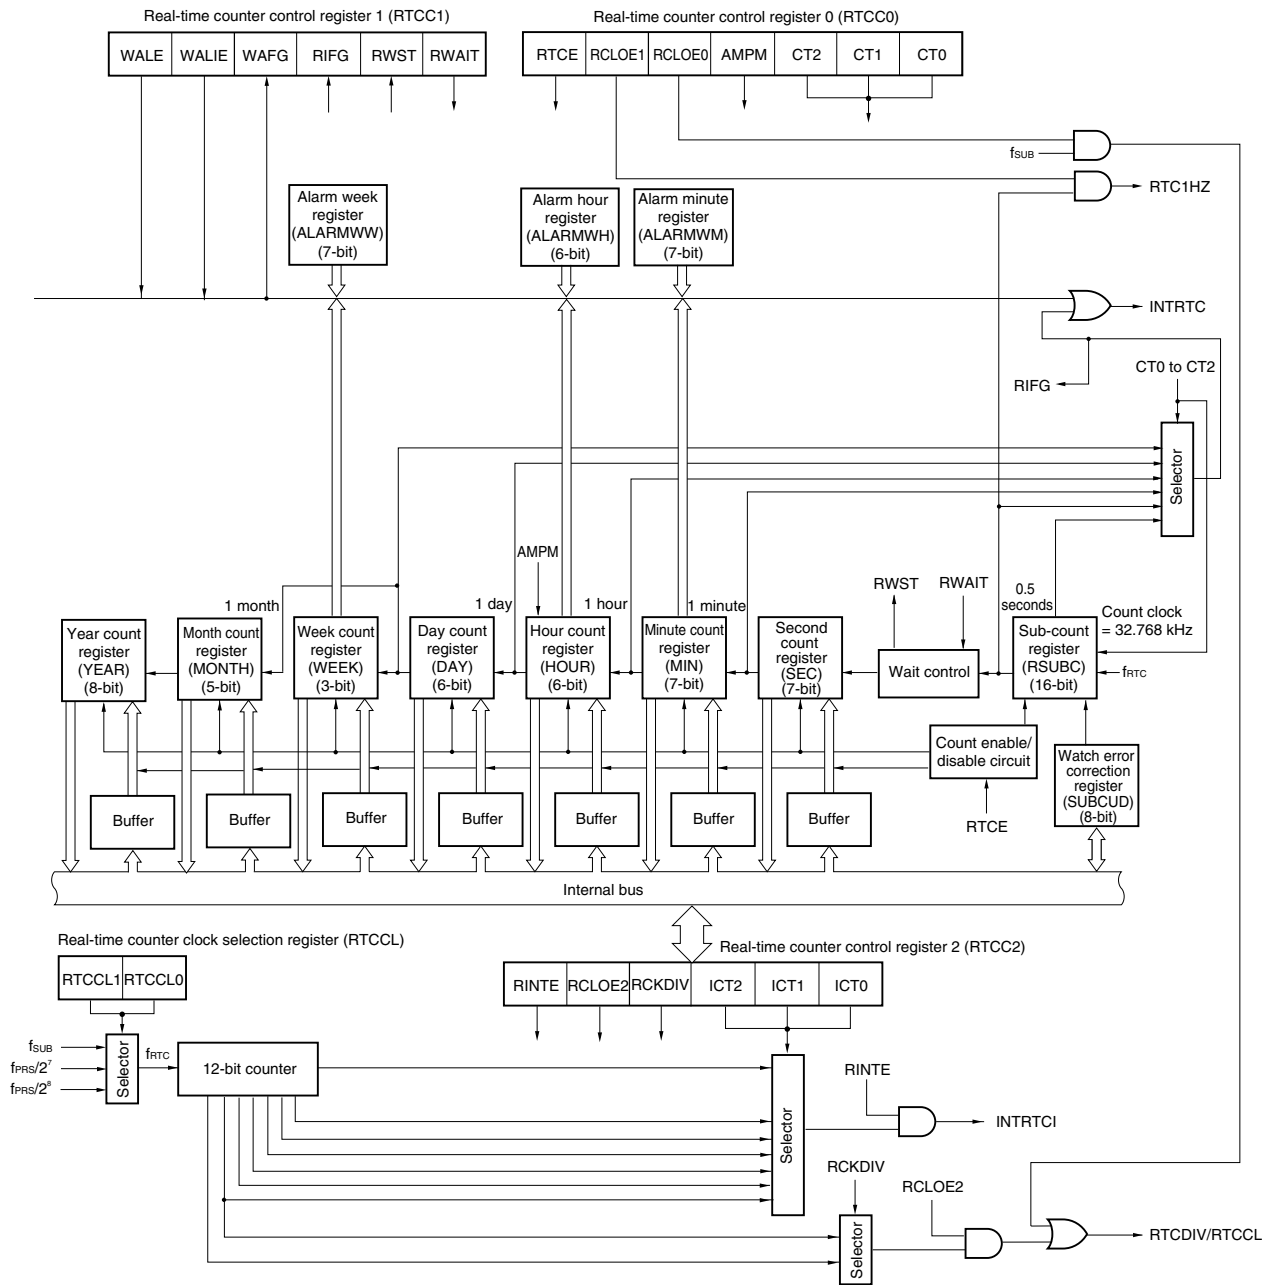 Real-time counter control register 1 (RTCC1)
Real-time counter control register 0 (RTCC0)
WALE WALIE WAFG RIFG RWST RWAIT
RTCE RCLOE1 RCLOE0 AMPM CT2 CT1 CT0
fSUB
RTC1HZ
Alarm week
register
(ALARMWW)
(7-bit)
Alarm hour
register
(ALARMWH)
(6-bit)
Alarm minute
register
(ALARMWM)
(7-bit)
INTRTC
RIFG
CT0 to CT2
Selector
AMPM
RWST
RWAIT
0.5
seconds
Count clock
= 32.768 kHz
1 month
1 day
1 hour
1 minute
Year count
register
(YEAR)
(8-bit)
Month count
register
(MONTH)
(5-bit)
Week count
register
(WEEK)
(3-bit)
Day count
register
(DAY)
(6-bit)
Hour count
register
(HOUR)
(6-bit)
Minute count
register
(MIN)
(7-bit)
Second
count
register
(SEC)
(7-bit)
Wait control
Sub-count
register
(RSUBC)
(16-bit)
fRTC
Count enable/
disable circuit
RTCE
Watch error
correction
register
(SUBCUD)
(8-bit)
Buffer
Buffer
Buffer
Buffer
Buffer
Buffer
Buffer
Internal bus
Real-time counter clock selection register (RTCCL)
RTCCL1 RTCCL0
Real-time counter control register 2 (RTCC2)
RINTE RCLOE2 RCKDIV ICT2 ICT1 ICT0
fSUB
fPRS/2⁷
fPRS/2⁸
Selector
fRTC
12-bit counter
Selector
RINTE
INTRTCI
RCKDIV
Selector
RCLOE2
RTCDIV/RTCCL